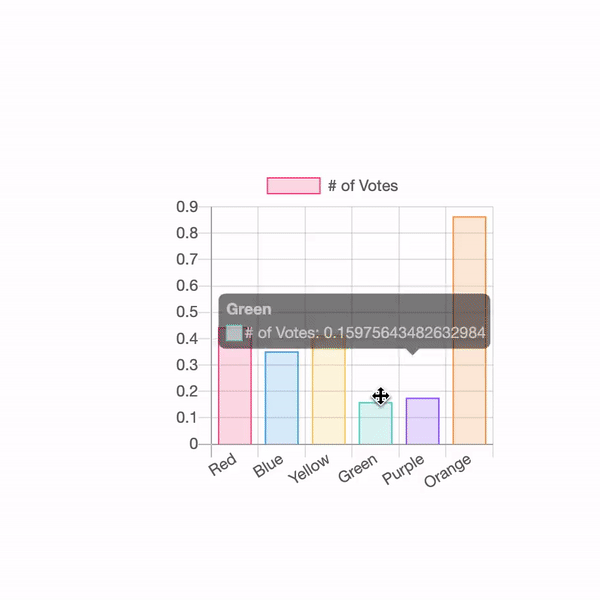 # of Votes
0.9
0.8
0.7
0.6
0.5
Green
# of Votes: 0.15975643482632984
0.4
0.3
0.2
0.1
0
Red
Blue
Yellow
Green
Purple
Orange